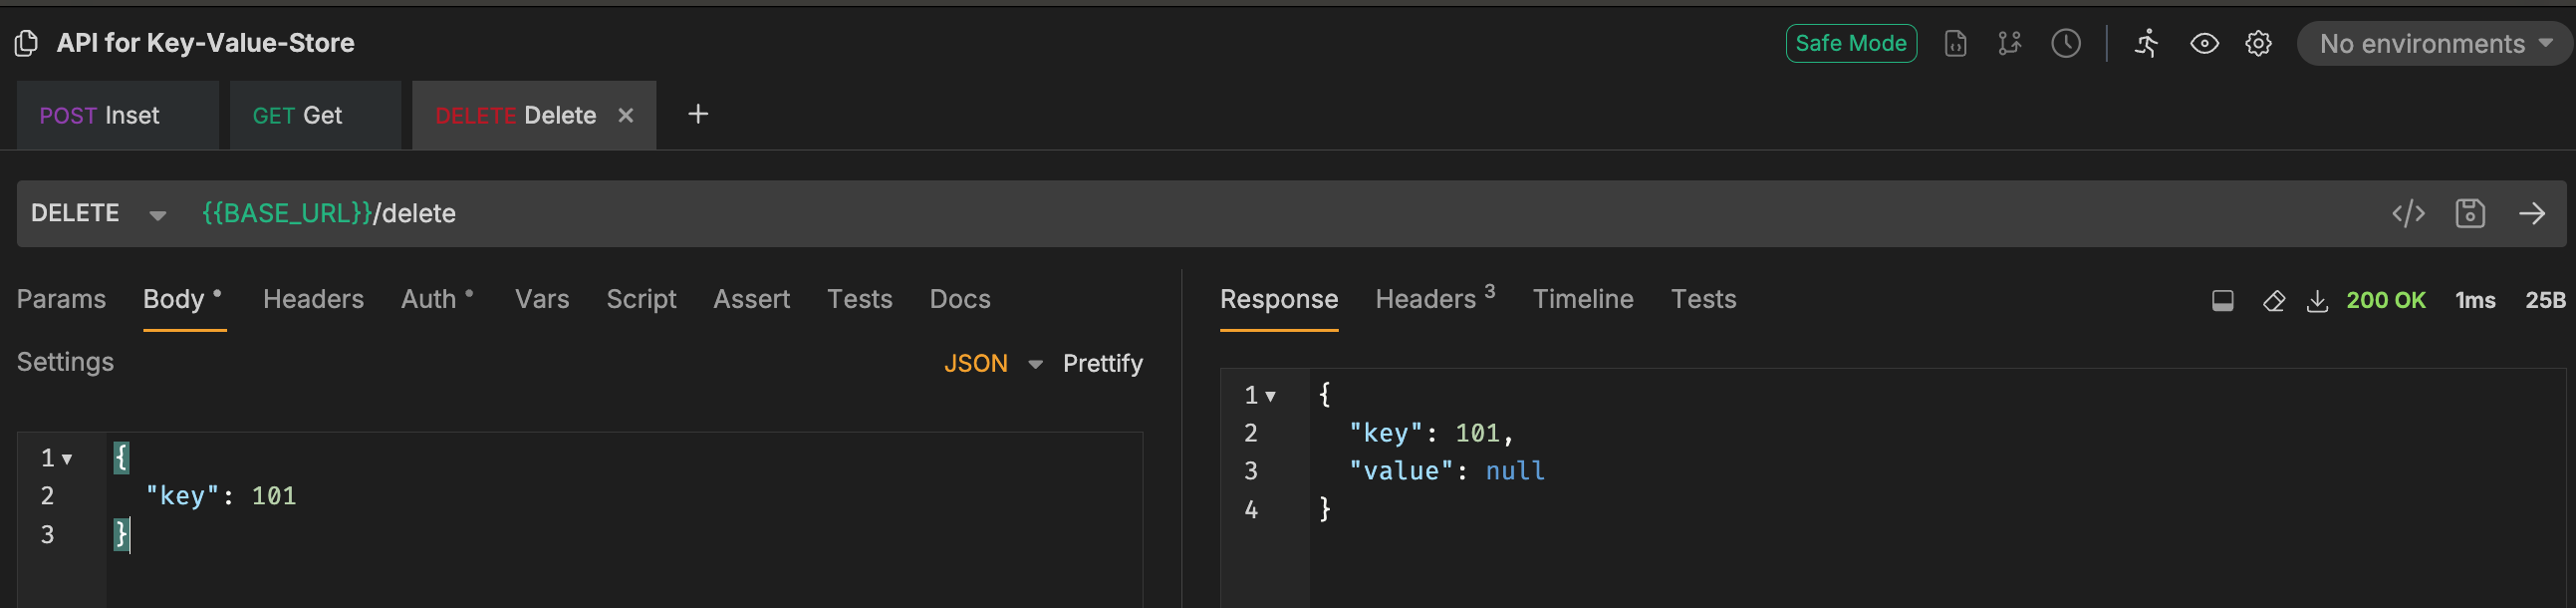 API for Key-Value-Store
Safe Mode
No environments
POST Inset
GET Get
DELETE Delete
DELETE {{BASE_URL}}/delete
Params Body Headers Auth Vars Script Assert Tests Docs
Settings
JSON Prettify
1 {
2 "key": 101
3 }
Response Headers 3 Timeline Tests
200 OK 1ms 25B
1 {
2 "key": 101,
3 "value": null
4 }